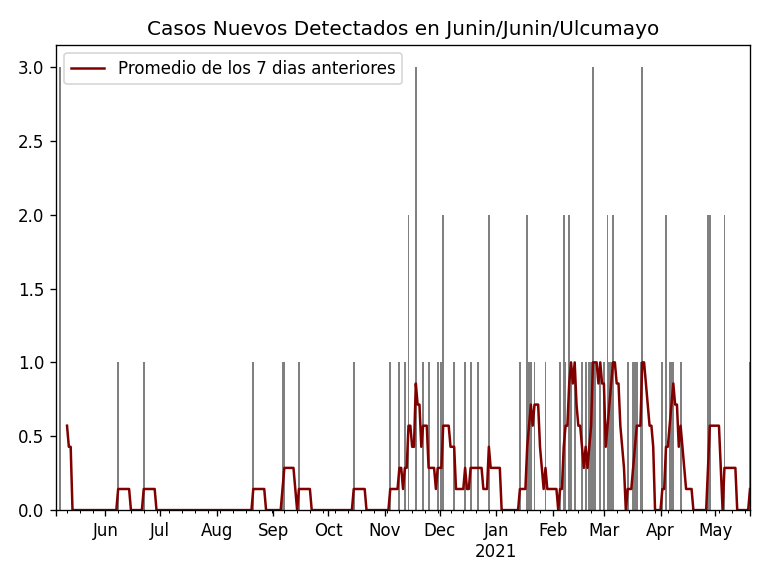 Casos Nuevos Detectados en Junin/Junin/Ulcumayo
Promedio de los 7 dias anteriores
3.0
2.5
2.0
1.5
1.0
0.5
0.0
Jun Jul Aug Sep Oct Nov Dec Jan Feb Mar Apr May
2021